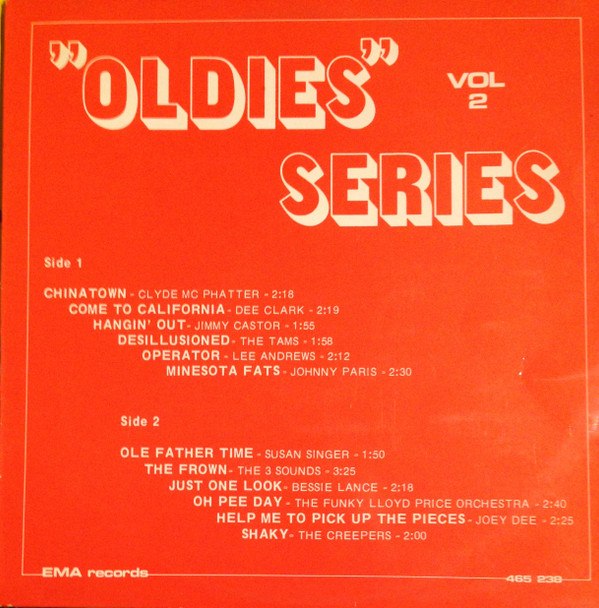 ”OLDIES”
VOL
2
SERIES
Side 1
CHINATOWN - CLYDE MC PHATTER - 2:18
COME TO CALIFORNIA - DEE CLARK - 2:19
HANGIN' OUT - JIMMY CASTOR - 1:55
DESILLUSIONED - THE TAMS - 1:58
OPERATOR - LEE ANDREWS - 2:12
MINESOTA FATS - JOHNNY PARIS - 2:30
Side 2
OLE FATHER TIME - SUSAN SINGER - 1:50
THE FROWN - THE 3 SOUNDS - 3:25
JUST ONE LOOK - BESSIE LANCE - 2:18
OH PEE DAY - THE FUNKY LLOYD PRICE ORCHESTRA - 2:40
HELP ME TO PICK UP THE PIECES - JOEY DEE - 2:25
SHAKY - THE CREEPERS - 2:00
EMA records
465 238